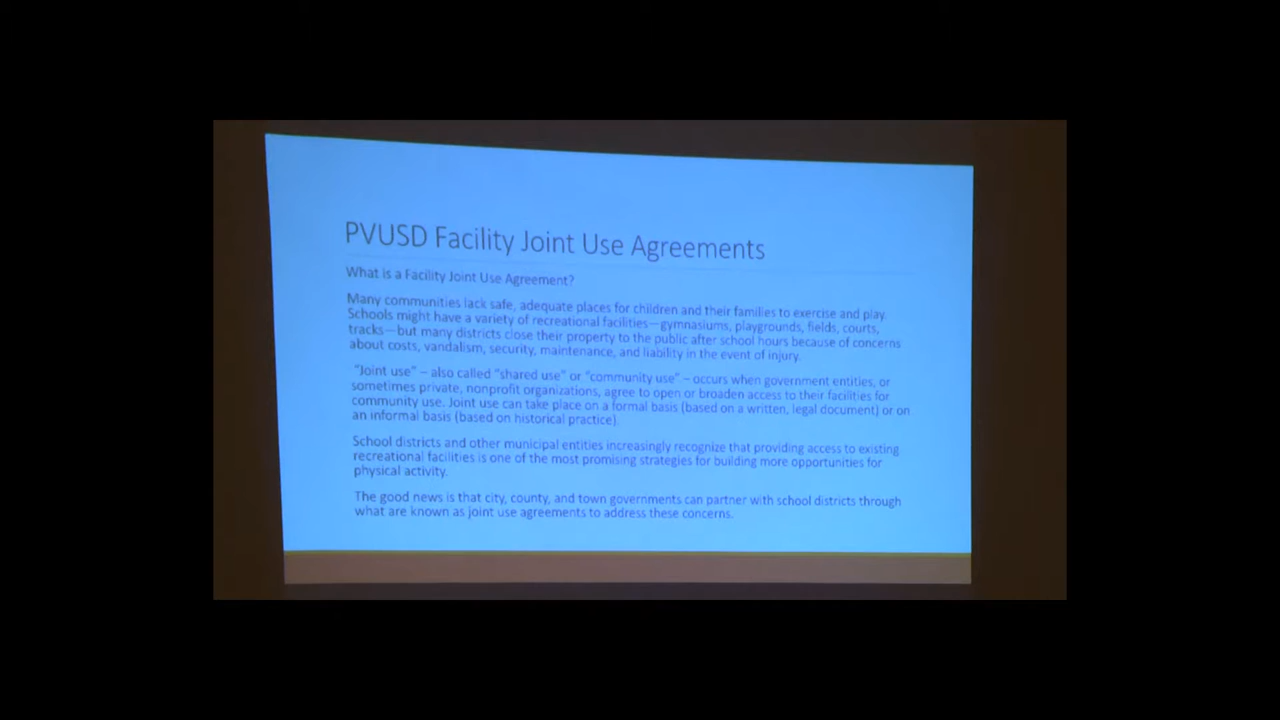 PVUSD Facility Joint Use Agreements
What is a Facility Joint Use Agreement?
Many communities lack safe, adequate places for children and their families to exercise and play.
Schools might have a variety of recreational facilities—gymnasiums, playgrounds, fields, courts,
tracks—but many districts close their property to the public after school hours because of concerns
about costs, vandalism, security, maintenance, and liability in the event of injury.
"Joint use" – also called "shared use" or "community use" – occurs when government entities, or
sometimes private, nonprofit organizations, agree to open or broaden access to their facilities for
community use. Joint use can take place on a formal basis (based on a written, legal document) or on
an informal basis (based on historical practice).
School districts and other municipal entities increasingly recognize that providing access to existing
recreational facilities is one of the most promising strategies for building more opportunities for
physical activity.
The good news is that city, county, and town governments can partner with school districts through
what are known as joint use agreements to address these concerns.